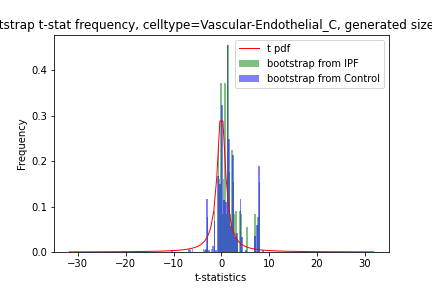 tstrap t-stat frequency, celltype=Vascular-Endothelial_C, generated size
t pdf
bootstrap from IPF
bootstrap from Control
Frequency
0.4
0.3
0.2
0.1
0.0
−30
−20
−10
0
10
20
30
t-statistics